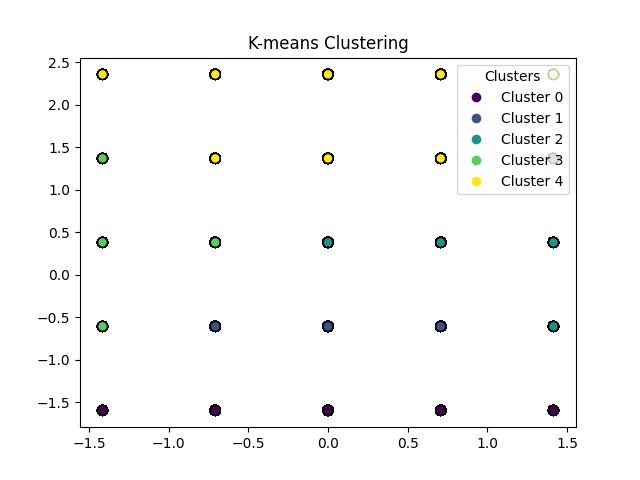 K-means Clustering
2.5
2.0
1.5
1.0
0.5
0.0
−0.5
−1.0
−1.5
Clusters
Cluster 0
Cluster 1
Cluster 2
Cluster 3
Cluster 4
−1.5 −1.0 −0.5 0.0 0.5 1.0 1.5